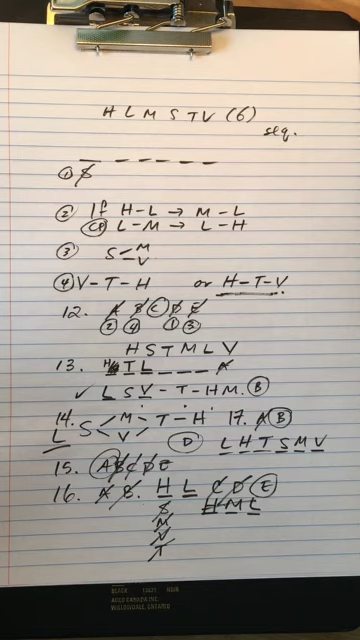 H L M S T V (6)
seq.
① S
② If H-L → M-L
CP L-M → L-H
③ S < M V
④ V-T-H or H-T-V
12. A B C D E
② ④ ① ③
H S T M L V
13. T L A
✓ L S V - T - H M. B
14. S < M V T - H 17. A B
L D L H T S M V
15. A B C D E
16. A B. H L C D E
S H M L
M
V
T
ACCO CANADA INC.
WILLOWDALE, ONTARIO